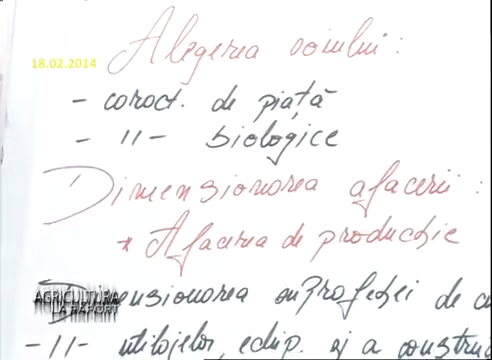 Alegerea soiului:
18.02.2014
- caract. de piață
- -11- biologice
Dimensionarea afacerii:
* Afacerea de producție
Dimensionarea
AGRICULTURA
LA RAPORT
-11- utilajelor, echip. și a